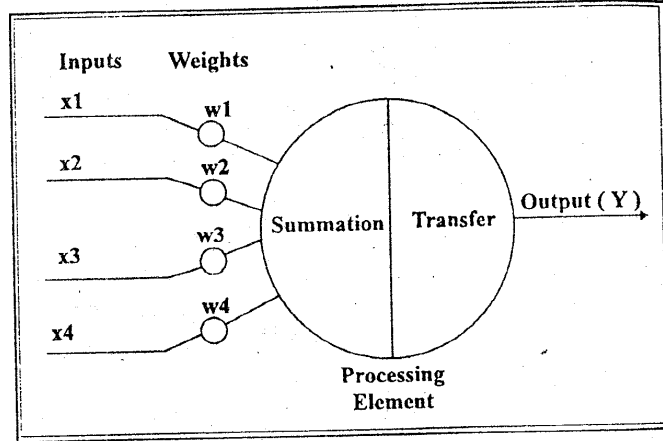 Inputs Weights
x1
w1
x2
w2
w3
x3
w4
x4
Summation
Transfer
Output ( Y )
Processing
Element